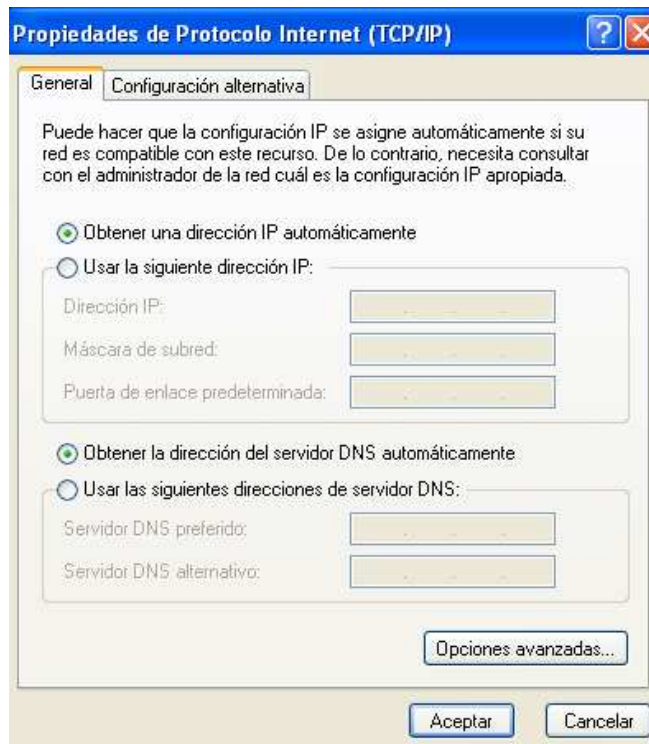 Propiedades de Protocolo Internet (TCP/IP)
General
Configuración alternativa
Puede hacer que la configuración IP se asigne automáticamente si su
red es compatible con este recurso. De lo contrario, necesita consultar
con el administrador de la red cuál es la configuración IP apropiada.
Obtener una dirección IP automáticamente
Usar la siguiente dirección IP:
Dirección IP:
Máscara de subred:
Puerta de enlace predeterminada:
Obtener la dirección del servidor DNS automáticamente
Usar las siguientes direcciones de servidor DNS:
Servidor DNS preferido:
Servidor DNS alternativo:
Opciones avanzadas...
Aceptar
Cancelar